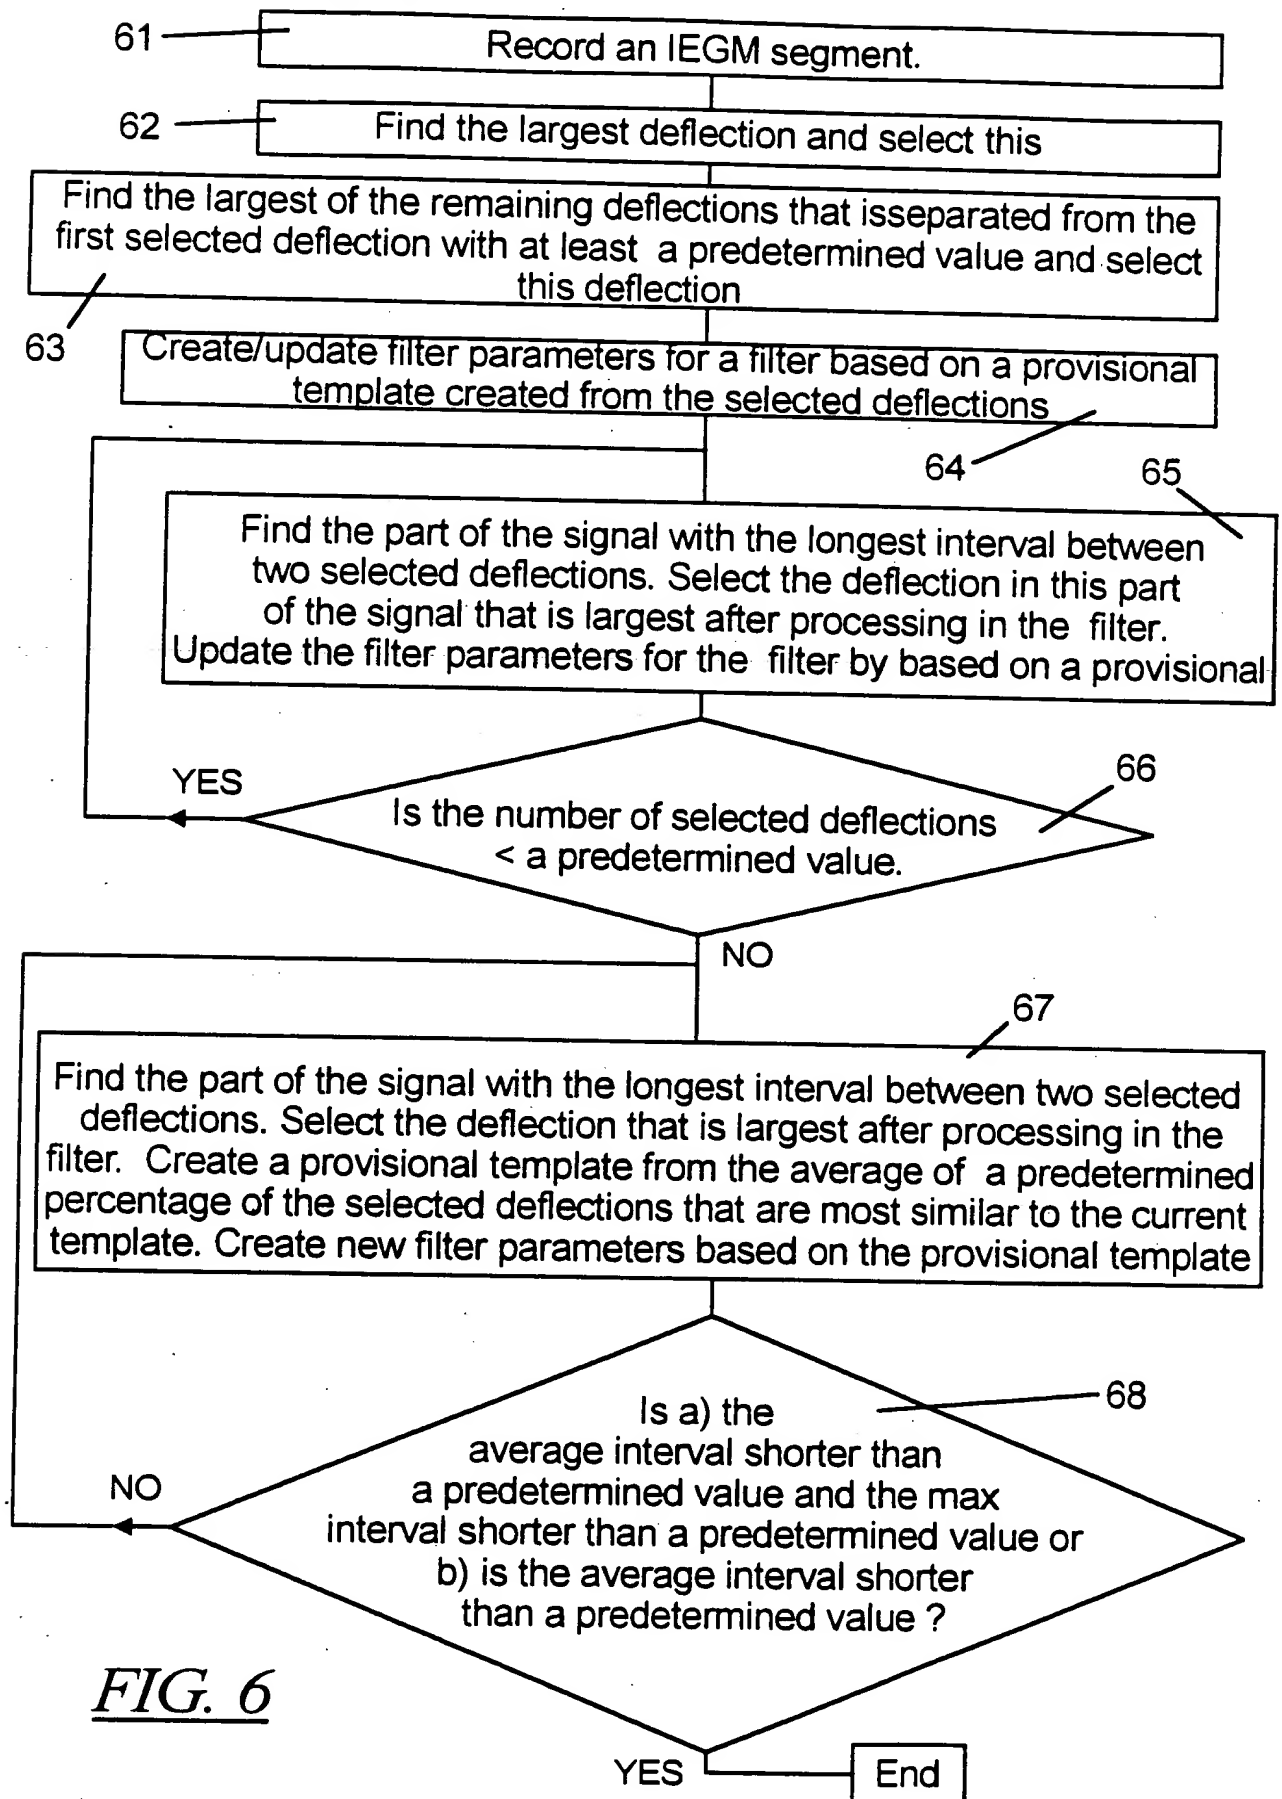 61
Record an IEGM segment.
62
Find the largest deflection and select this
Find the largest of the remaining deflections that isseparated from the
first selected deflection with at least a predetermined value and select
this deflection
63
Create/update filter parameters for a filter based on a provisional
template created from the selected deflections
64
65
Find the part of the signal with the longest interval between
two selected deflections. Select the deflection in this part
of the signal that is largest after processing in the filter.
Update the filter parameters for the filter by based on a provisional
YES
66
Is the number of selected deflections
< a predetermined value.
NO
67
Find the part of the signal with the longest interval between two selected
deflections. Select the deflection that is largest after processing in the
filter. Create a provisional template from the average of a predetermined
percentage of the selected deflections that are most similar to the current
template. Create new filter parameters based on the provisional template
68
Is a) the
average interval shorter than
a predetermined value and the max
interval shorter than a predetermined value or
b) is the average interval shorter
than a predetermined value ?
NO
FIG. 6
YES
End